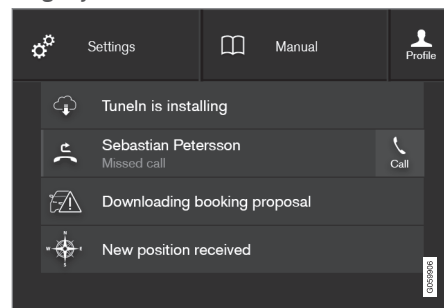 Settings
Manual
Profile
TuneIn is installing
Sebastian Petersson
Missed call
Call
Downloading booking proposal
N
W
S
New position received
G059906